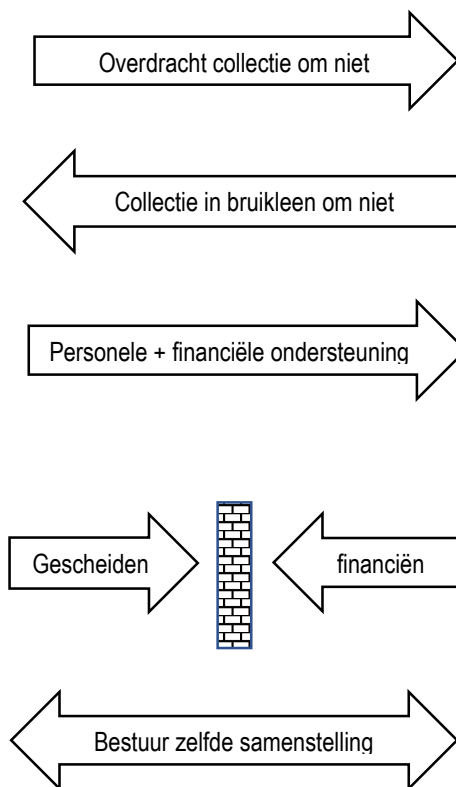 Overdracht collectie om niet
Collectie in bruikleen om niet
Personele + financiële ondersteuning
Gescheiden financiën
Bestuur zelfde samenstelling